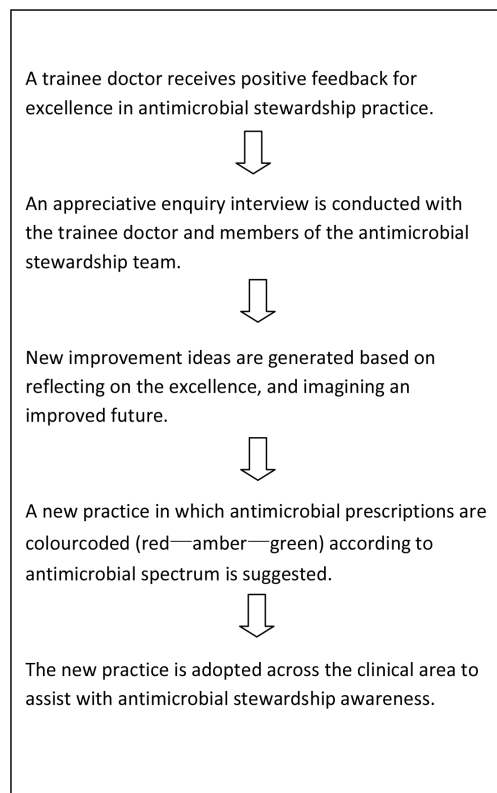 A trainee doctor receives positive feedback for
excellence in antimicrobial stewardship practice.
An appreciative enquiry interview is conducted with
the trainee doctor and members of the antimicrobial
stewardship team.
New improvement ideas are generated based on
reflecting on the excellence, and imagining an
improved future.
A new practice in which antimicrobial prescriptions are
colourcoded (red—amber—green) according to
antimicrobial spectrum is suggested.
The new practice is adopted across the clinical area to
assist with antimicrobial stewardship awareness.